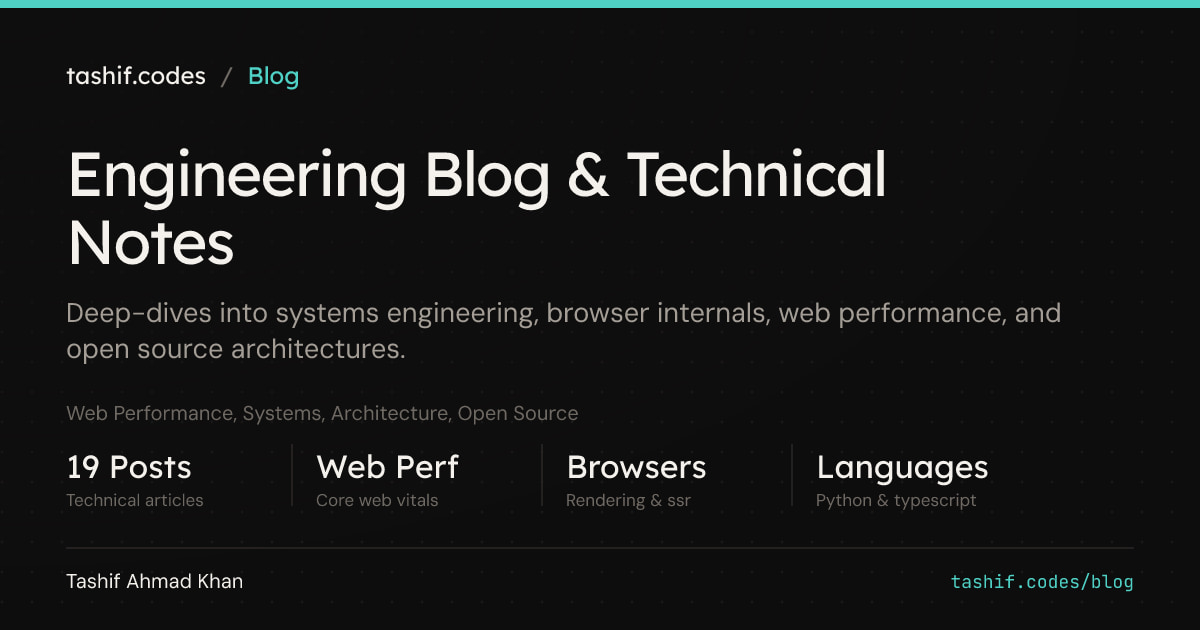 tashif.codes / Blog
Engineering Blog & Technical
Notes
Deep-dives into systems engineering, browser internals, web performance, and
open source architectures.
Web Performance, Systems, Architecture, Open Source
19 Posts
Technical articles
Web Perf
Core web vitals
Browsers
Rendering & ssr
Languages
Python & typescript
Tashif Ahmad Khan
tashif.codes/blog